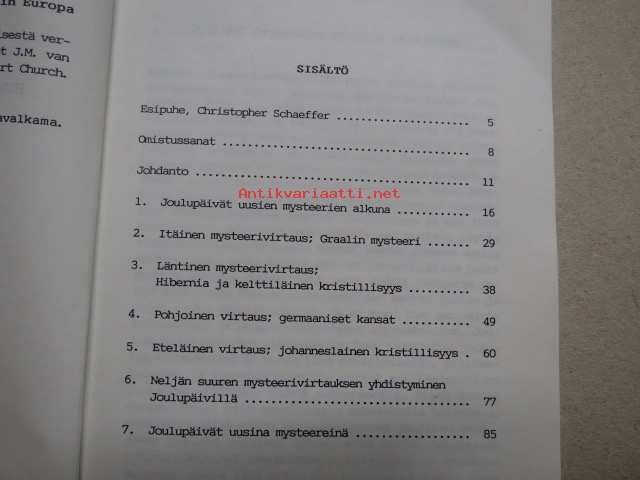 in Europa
isestä ver-
t J.M. van
rt Church.
avalkama.
SISÄLTÖ
Esipuhe, Christopher Schaeffer ...................... 5
Omistussanat ......................................... 8
Johdanto ............................................. 11
Antikvariaatti.net
1. Joulupäivät uusien mysteerien alkuna ............ 16
2. Itäinen mysteerivirtaus; Graalin mysteeri ....... 29
3. Läntinen mysteerivirtaus;
Hibernia ja kelttiläinen kristillisyys .......... 38
4. Pohjoinen virtaus; germaaniset kansat ........... 49
5. Eteläinen virtaus; johanneslainen kristillisyys . 60
6. Neljän suuren mysteerivirtauksen yhdistyminen
Joulupäivillä ..................................... 77
7. Joulupäivät uusina mysteereinä ................... 85